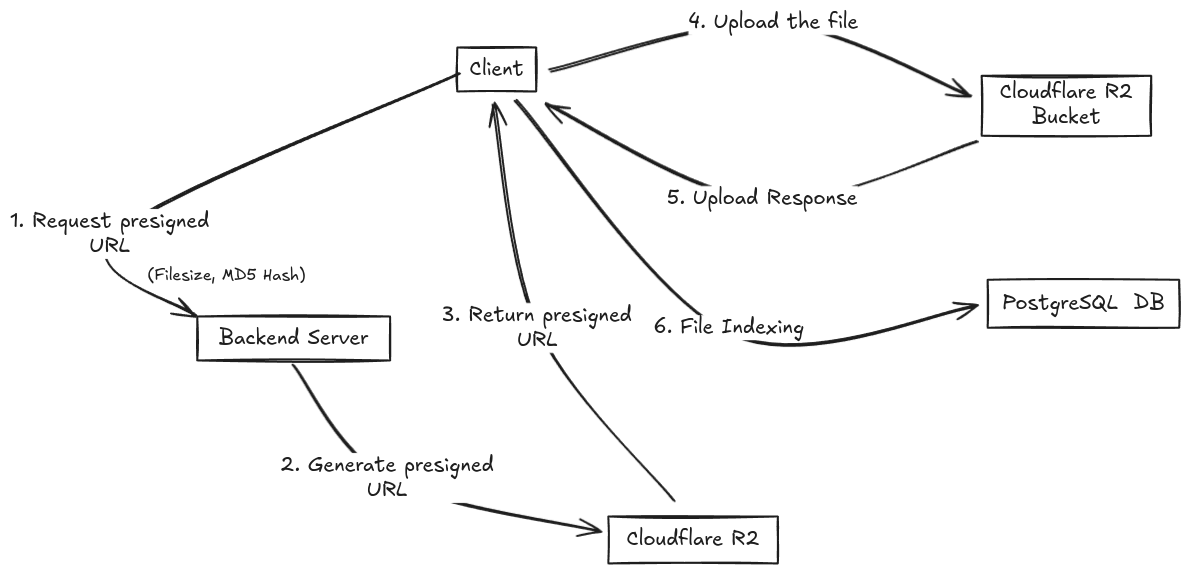 4. Upload the file
Client
Cloudflare R2
Bucket
5. Upload Response
1. Request presigned
URL
(Filesize, MD5 Hash)
Backend Server
3. Return presigned
URL
6. File Indexing
PostgreSQL DB
2. Generate presigned
URL
Cloudflare R2